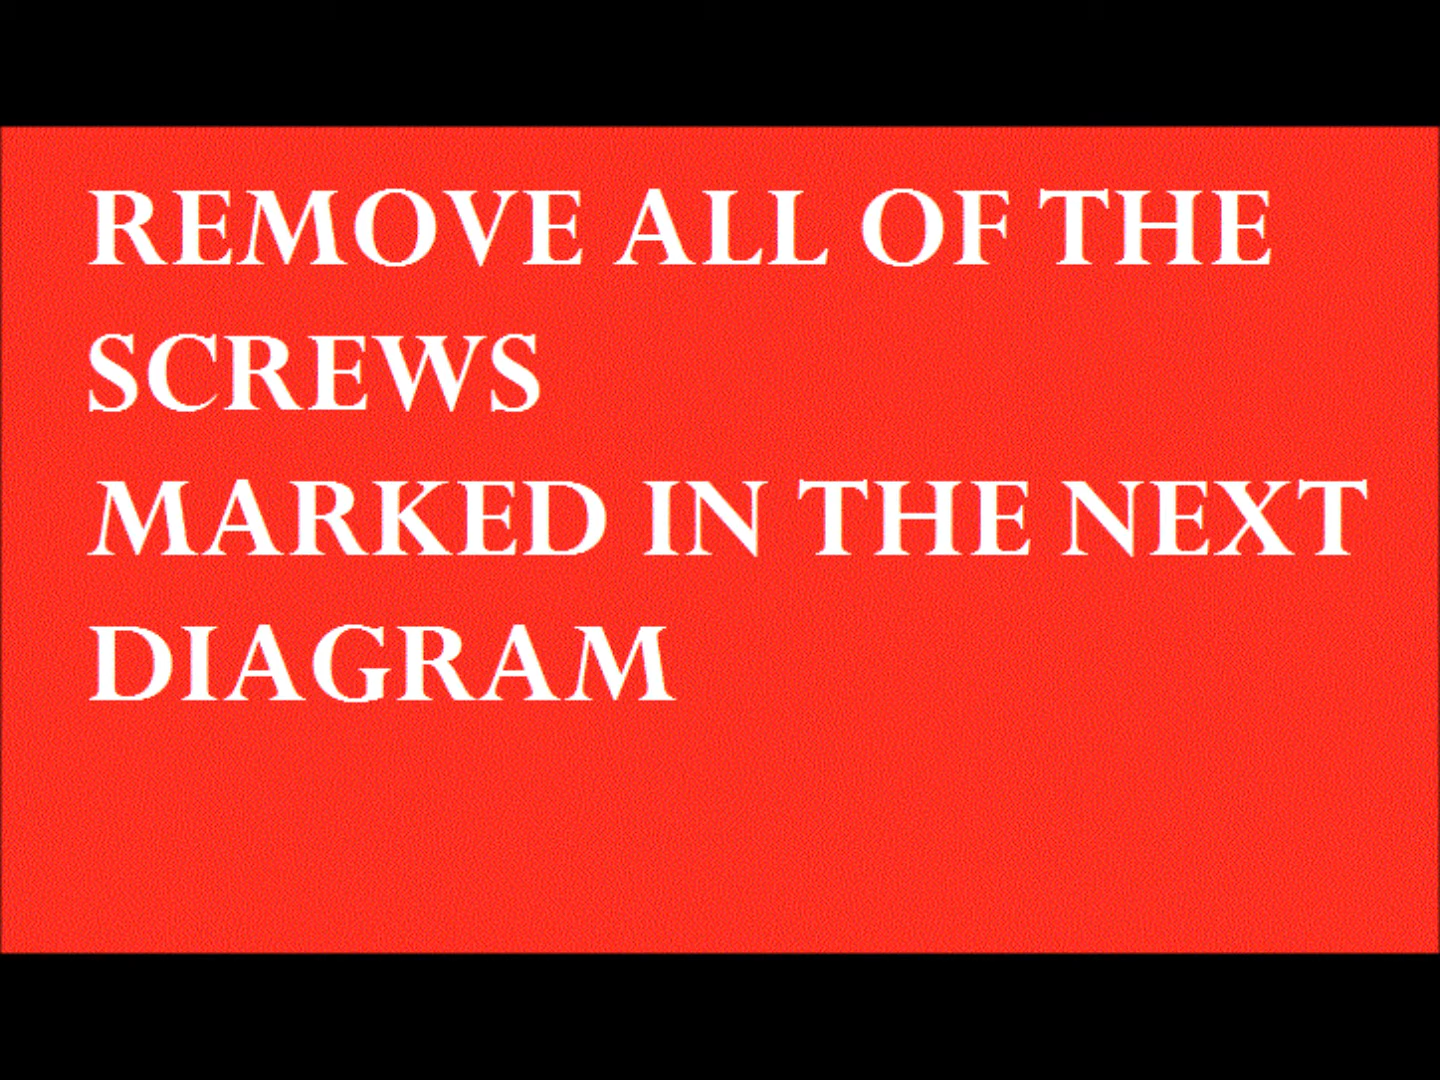 REMOVE ALL OF THE
SCREWS
MARKED IN THE NEXT
DIAGRAM